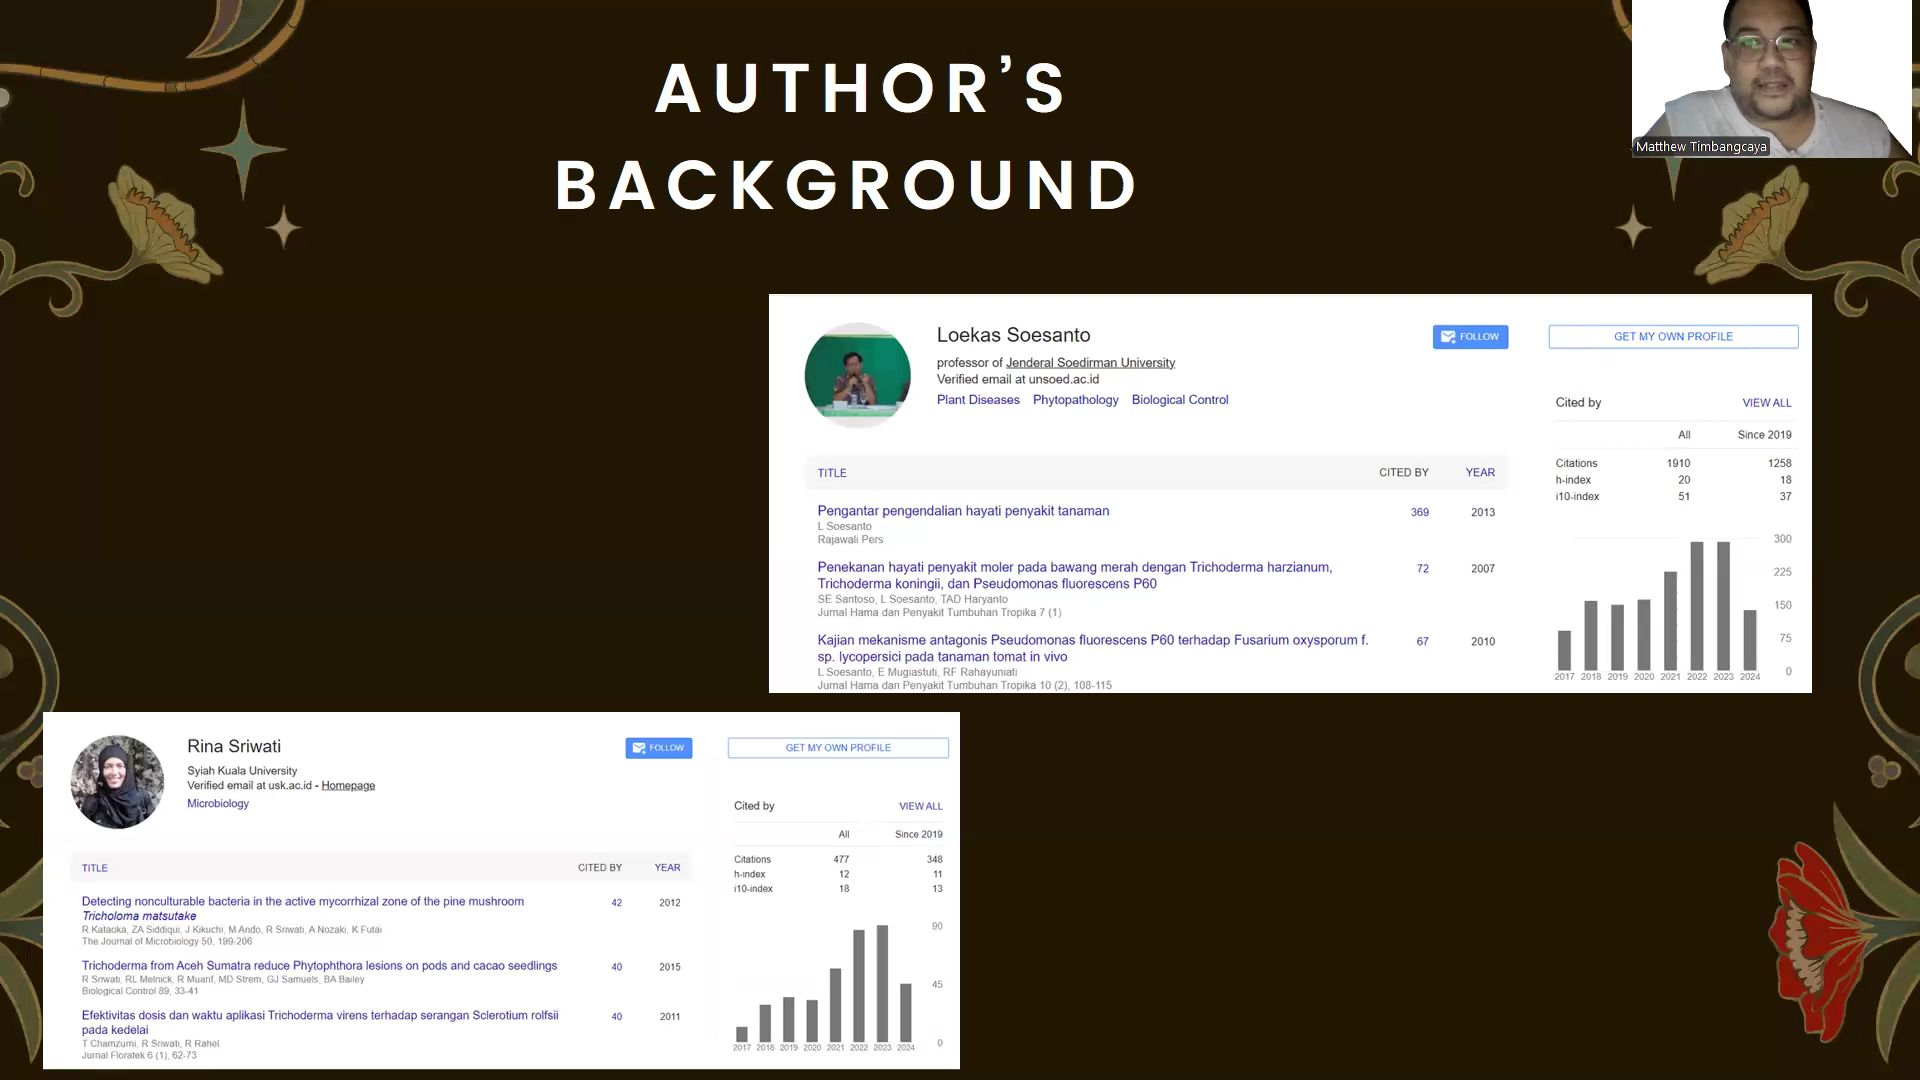 AUTHOR'S
BACKGROUND
Matthew Timbangcaya
Loekas Soesanto
professor of Jenderal Soedirman University
Verified email at unsoed.ac.id
Plant Diseases Phytopathology Biological Control
FOLLOW
GET MY OWN PROFILE
TITLE CITED BY YEAR
Pengantar pengendalian hayati penyakit tanaman 369 2013
L Soesanto
Rajawali Pers
Penekanan hayati penyakit moler pada bawang merah dengan Trichoderma harzianum, 72 2007
Trichoderma koningii, dan Pseudomonas fluorescens P60
SE Santoso, L Soesanto, TAD Haryanto
Jurnal Hama dan Penyakit Tumbuhan Tropika 7 (1)
Kajian mekanisme antagonis Pseudomonas fluorescens P60 terhadap Fusarium oxysporum f. 67 2010
sp. lycopersici pada tanaman tomat in vivo
L Soesanto, E Mugiastuti, RF Rahayuniati
Jurnal Hama dan Penyakit Tumbuhan Tropika 10 (2), 108-115
Cited by VIEW ALL
All Since 2019
Citations 1910 1258
h-index 20 18
i10-index 51 37
300
225
150
75
0
2017 2018 2019 2020 2021 2022 2023 2024
Rina Sriwati
Syiah Kuala University
Verified email at usk.ac.id - Homepage
Microbiology
FOLLOW
GET MY OWN PROFILE
TITLE CITED BY YEAR
Detecting nonculturable bacteria in the active mycorrhizal zone of the pine mushroom 42 2012
Tricholoma matsutake
R Kataoka, ZA Siddiqui, J Kikuchi, M Ando, R Sriwati, A Nozaki, K Futai
The Journal of Microbiology 50, 199-206
Trichoderma from Aceh Sumatra reduce Phytophthora lesions on pods and cacao seedlings 40 2015
R Sriwati, RL Melnick, R Muarif, MD Strem, GJ Samuels, BA Bailey
Biological Control 89, 33-41
Efektivitas dosis dan waktu aplikasi Trichoderma virens terhadap serangan Sclerotium rolfsii 40 2011
pada kedelai
T Chamzurni, R Sriwati, R Rahel
Jurnal Floratek 6 (1), 62-73
Cited by VIEW ALL
All Since 2019
Citations 477 348
h-index 12 11
i10-index 18 13
90
45
0
2017 2018 2019 2020 2021 2022 2023 2024